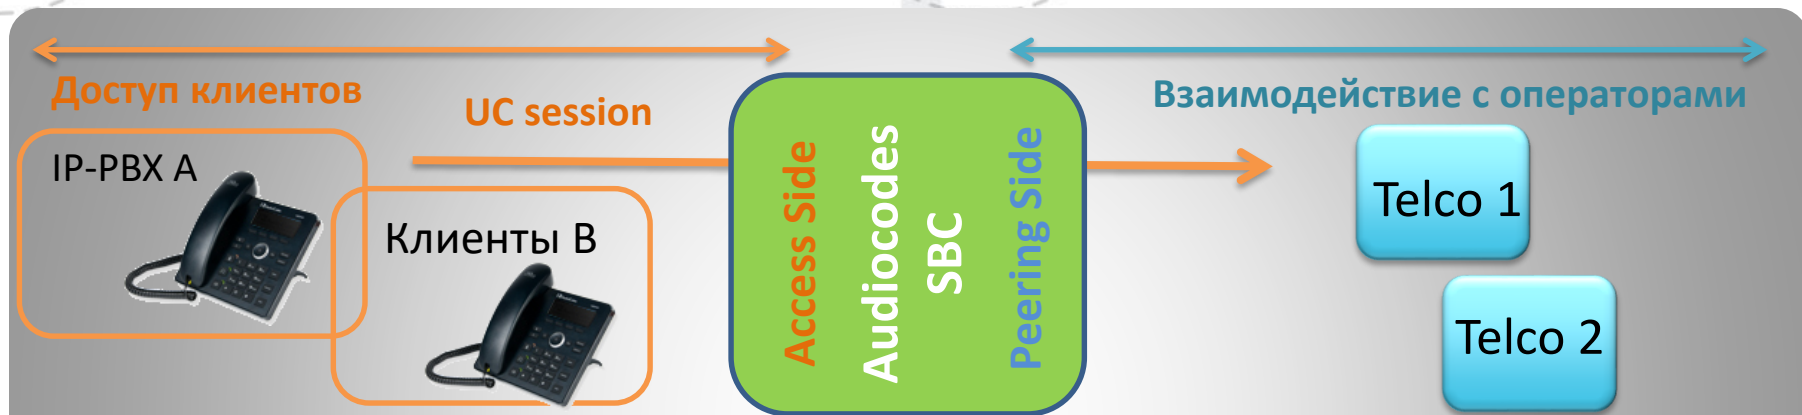 Доступ клиентов
UC session
IP-PBX A
Клиенты B
Access Side
Audiocodes
SBC
Peering Side
Взаимодействие с операторами
Telco 1
Telco 2